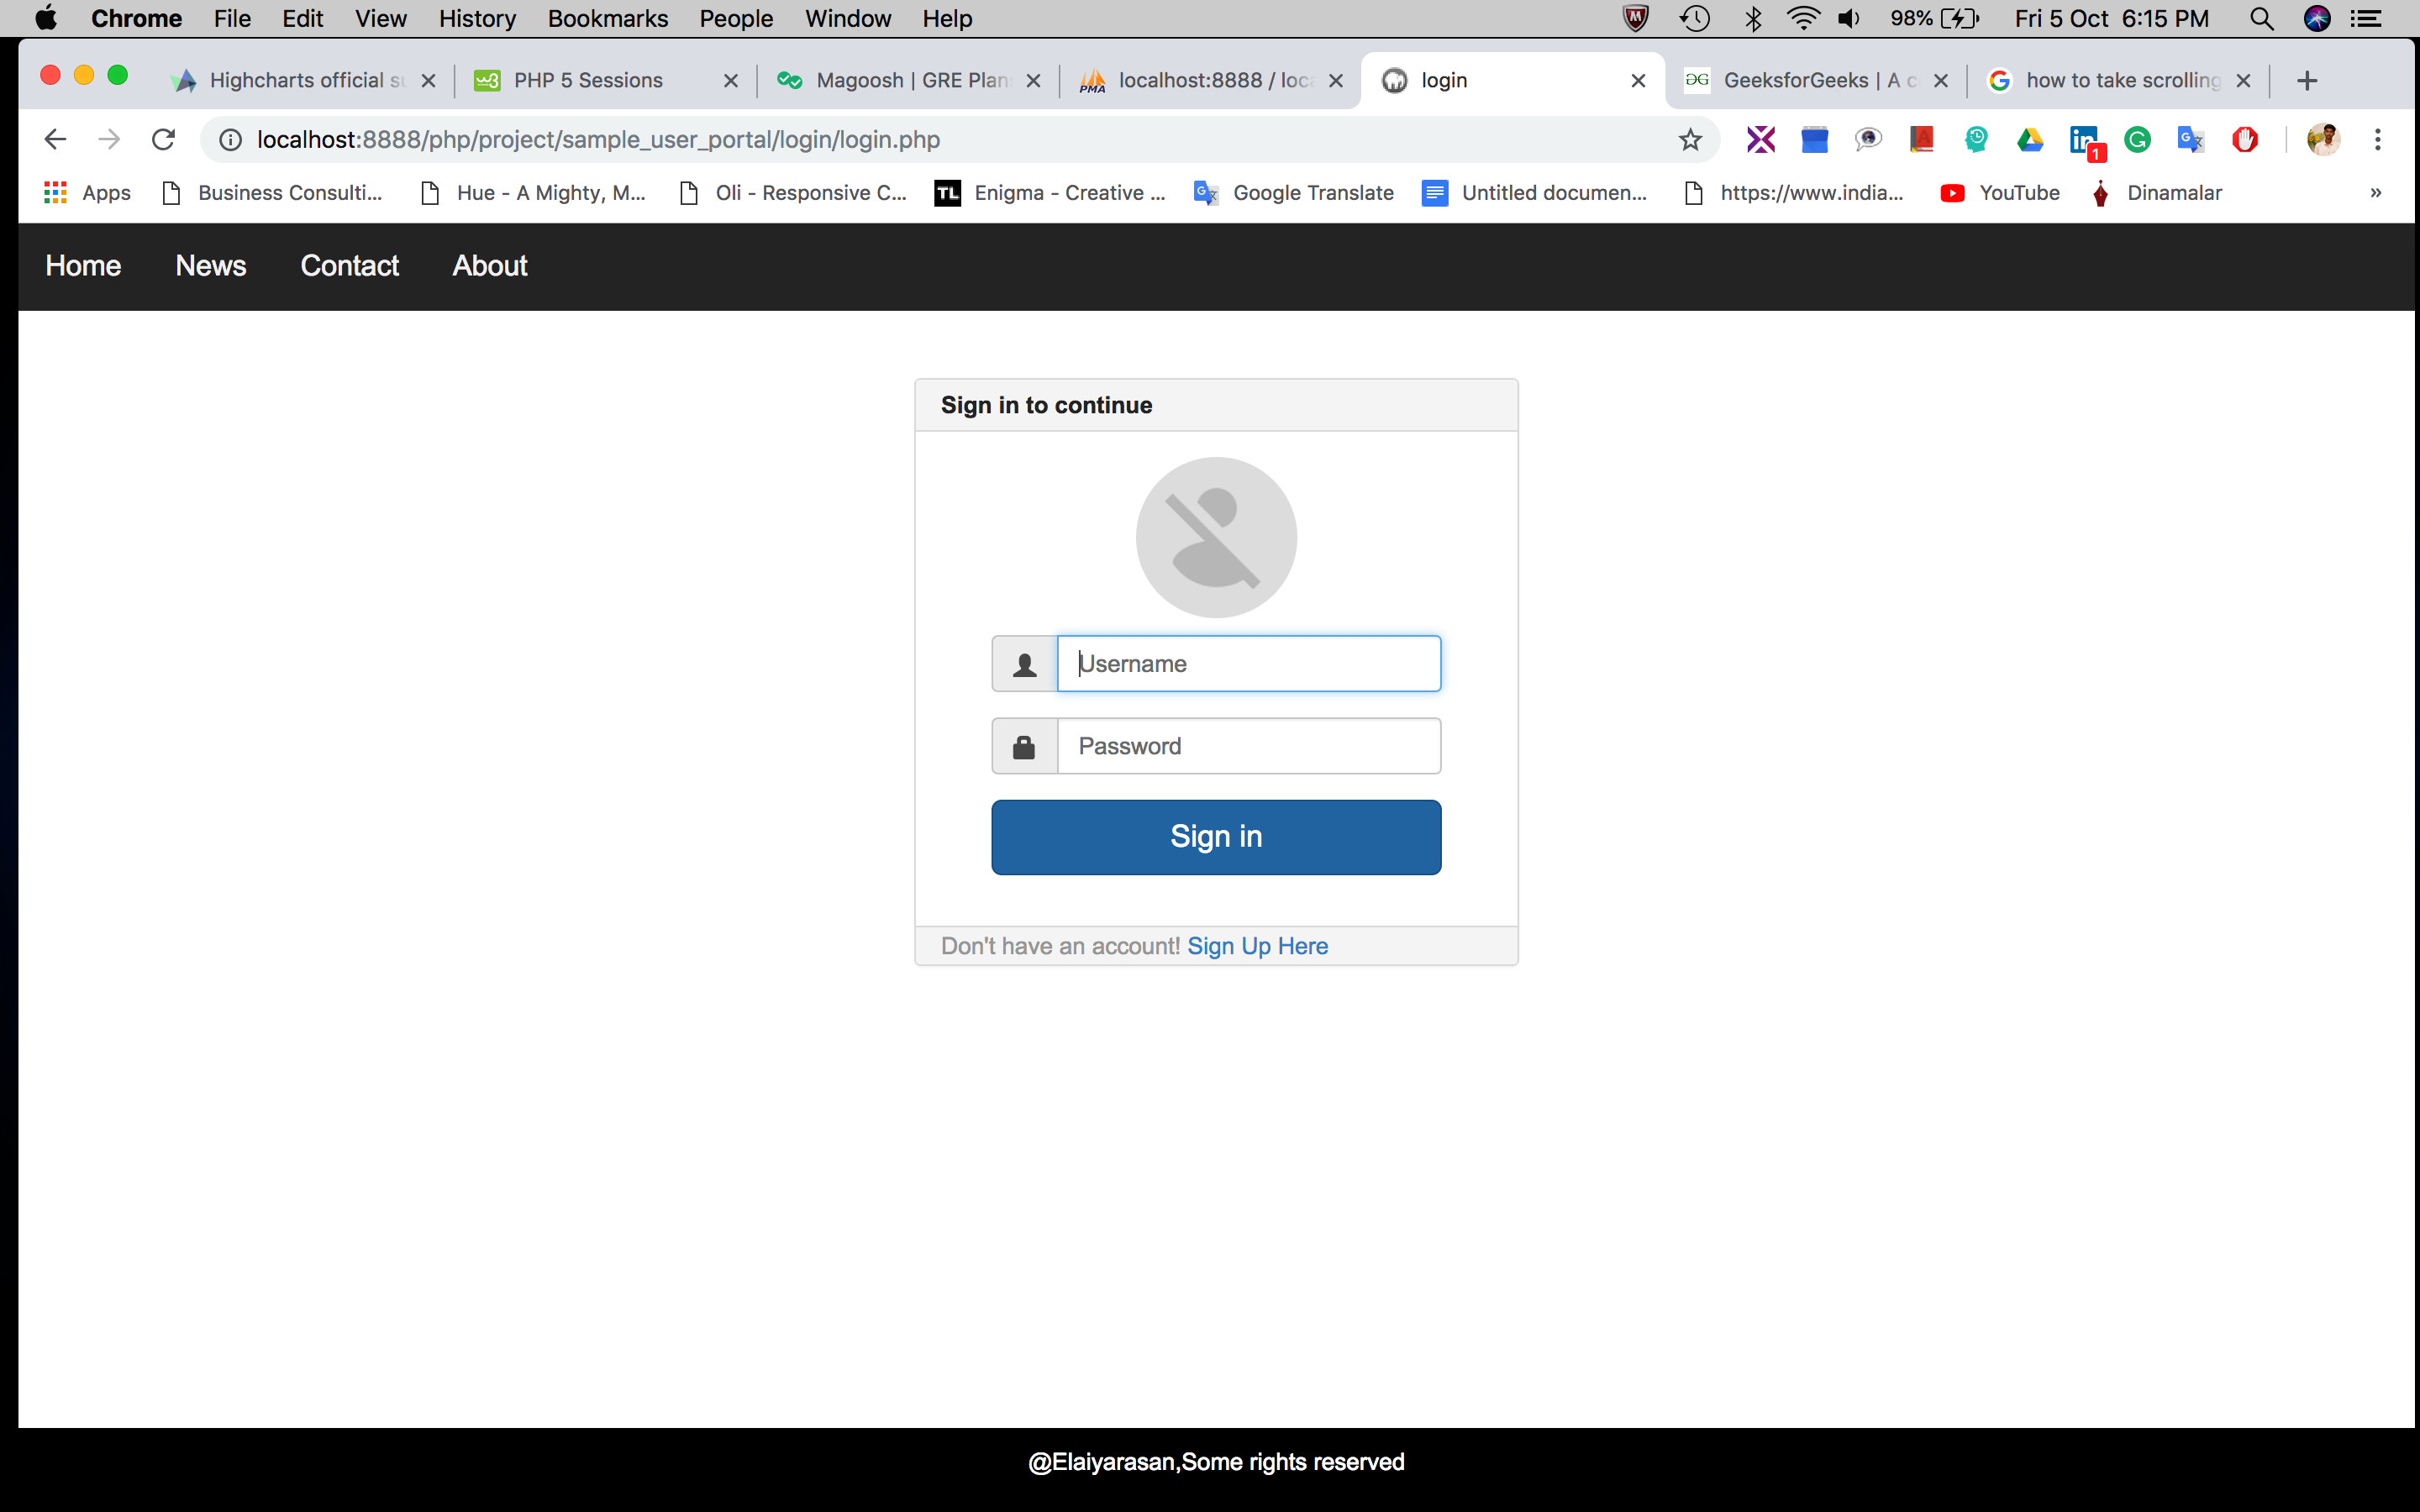 Chrome File Edit View History Bookmarks People Window Help 98% Fri 5 Oct 6:15 PM
Highcharts official su PHP 5 Sessions Magoosh | GRE Plan localhost:8888 / loca login GeeksforGeeks | A c how to take scrolling
localhost:8888/php/project/sample_user_portal/login/login.php 1
Apps Business Consulti... Hue - A Mighty, M... Oli - Responsive C... TL Enigma - Creative ... Google Translate Untitled documen... https://www.india... YouTube Dinamalar »
Home News Contact About
Sign in to continue
Username
Password
Sign in
Don't have an account! Sign Up Here
@Elaiyarasan,Some rights reserved